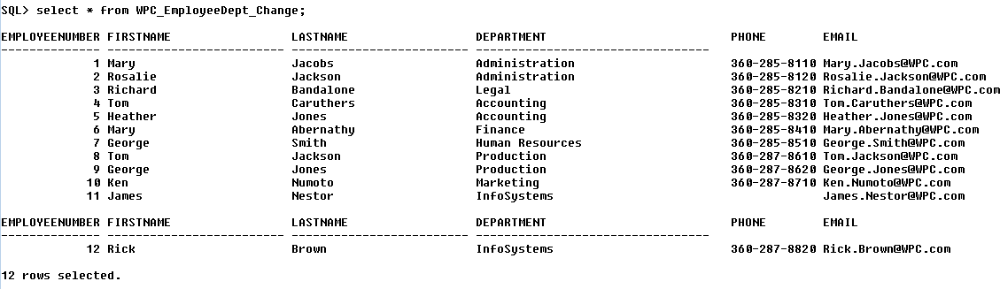 SQL> select * from WPC_EmployeeDept_Change;
EMPLOYEENUMBER FIRSTNAME LASTNAME DEPARTMENT PHONE EMAIL
-------------- ------------------------- ------------------------- --------------------------------- ------------
1 Mary Jacobs Administration 360-285-8110 Mary.Jacobs@WPC.com
2 Rosalie Jackson Administration 360-285-8120 Rosalie.Jackson@WPC.com
3 Richard Bandalone Legal 360-285-8210 Richard.Bandalone@WPC.com
4 Tom Caruthers Accounting 360-285-8310 Tom.Caruthers@WPC.com
5 Heather Jones Accounting 360-285-8320 Heather.Jones@WPC.com
6 Mary Abernathy Finance 360-285-8410 Mary.Abernathy@WPC.com
7 George Smith Human Resources 360-285-8510 George.Smith@WPC.com
8 Tom Jackson Production 360-287-8610 Tom.Jackson@WPC.com
9 George Jones Production 360-287-8620 George.Jones@WPC.com
10 Ken Numoto Marketing 360-287-8710 Ken.Numoto@WPC.com
11 James Nestor InfoSystems James.Nestor@WPC.com
EMPLOYEENUMBER FIRSTNAME LASTNAME DEPARTMENT PHONE EMAIL
-------------- ------------------------- ------------------------- --------------------------------- ------------
12 Rick Brown InfoSystems 360-287-8820 Rick.Brown@WPC.com
12 rows selected.